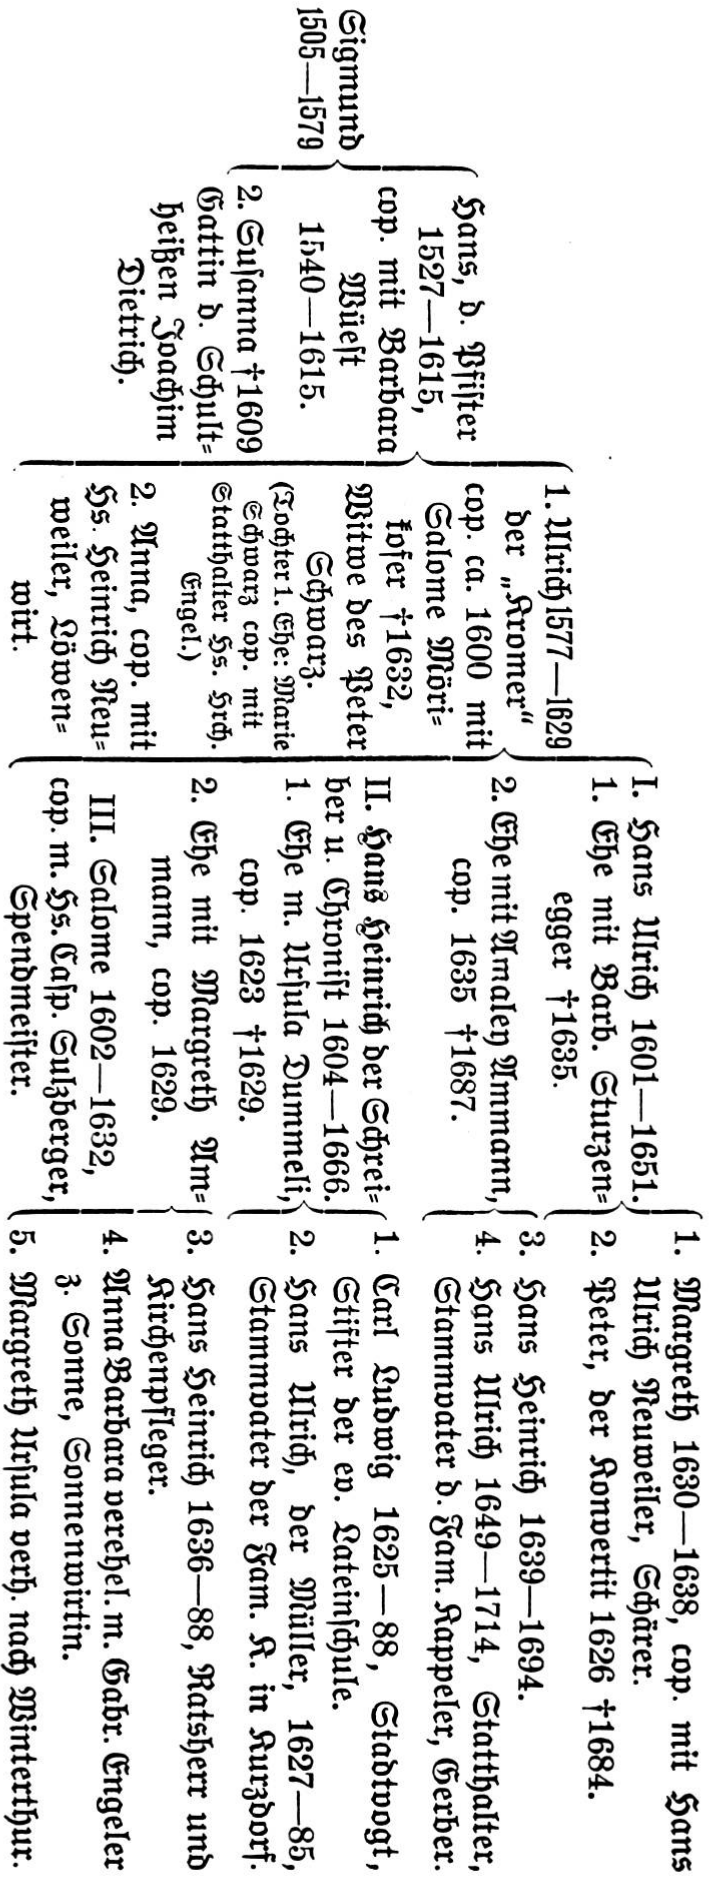 Sigmund
1505—1579
Hans, d. Pfister
1527—1615,
cop. mit Barbara
Wüest
1540—1615.
2. Susanna †1609
Gattin d. Schult=
heißen Joachim
Dietrich.
1. Ulrich 1577—1629
der „Kromer“
cop. ca. 1600 mit
Salome Möri=
kofer †1632,
Witwe des Peter
Schwarz.
(Tochter 1. Ehe: Marie
Schwarz cop. mit
Statthalter Hs. Hrch.
Engel.)
2. Anna, cop. mit
Hs. Heinrich Neu=
weiler, Löwen=
wirt.
I. Hans Ulrich 1601—1651.
1. Ehe mit Barb. Sturzen=
egger †1635.
2. Ehe mit Amaley Ammann,
cop. 1635 †1687.
II. Hans Heinrich der Schrei=
ber u. Chronist 1604—1666.
1. Ehe m. Ursula Dummeli,
cop. 1623 †1629.
2. Ehe mit Margreth Am=
mann, cop. 1629.
III. Salome 1602—1632,
cop. m. Hs. Casp. Sulzberger,
Spendmeister.
1. Margreth 1630—1638, cop. mit Hans
Ulrich Neuweiler, Schärer.
2. Peter, der Konvertit 1626 †1684.
3. Hans Heinrich 1639—1694.
4. Hans Ulrich 1649—1714, Statthalter,
Stammvater d. Fam. Kappeler, Gerber.
1. Carl Ludwig 1625—88, Stadtvogt,
Stifter der ev. Lateinschule.
2. Hans Ulrich, der Müller, 1627—85,
Stammvater der Fam. K. in Kurzdorf.
3. Hans Heinrich 1636—88, Ratsherr und
Kirchenpfleger.
4. Anna Barbara verehel. m. Gabr. Engeler
z. Sonne, Sonnenwirtin.
5. Margreth Ursula verh. nach Winterthur.